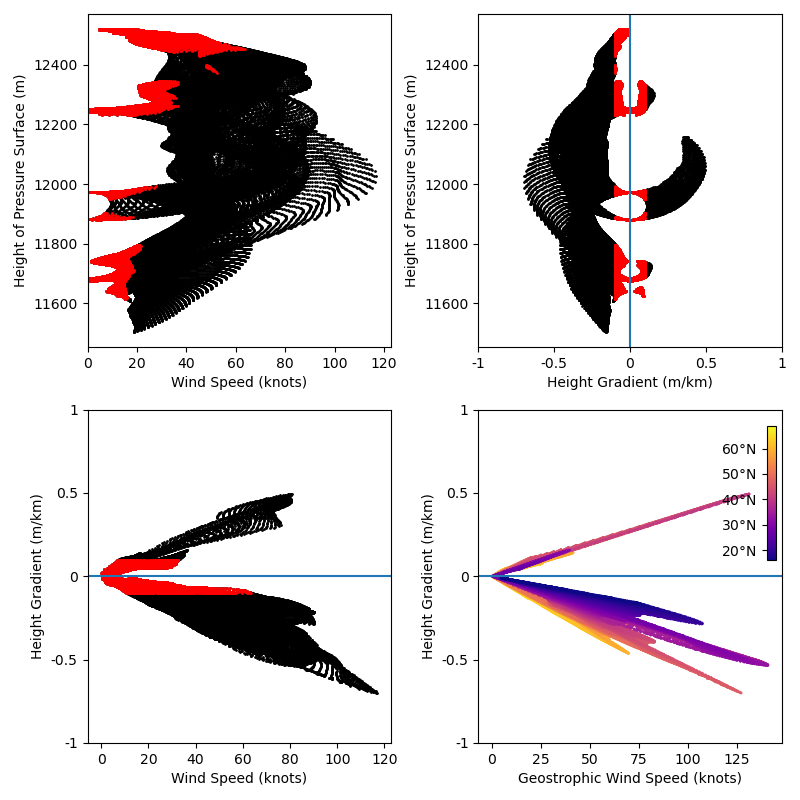 Height of Pressure Surface (m)
12400
12200
12000
11800
11600
0 20 40 60 80 100 120
Wind Speed (knots)
Height of Pressure Surface (m)
12400
12200
12000
11800
11600
-1 -0.5 0 0.5 1
Height Gradient (m/km)
Height Gradient (m/km)
1
0.5
0
-0.5
-1
0 20 40 60 80 100 120
Wind Speed (knots)
Height Gradient (m/km)
1
0.5
0
-0.5
-1
60°N
50°N
40°N
30°N
20°N
0 25 50 75 100 125
Geostrophic Wind Speed (knots)